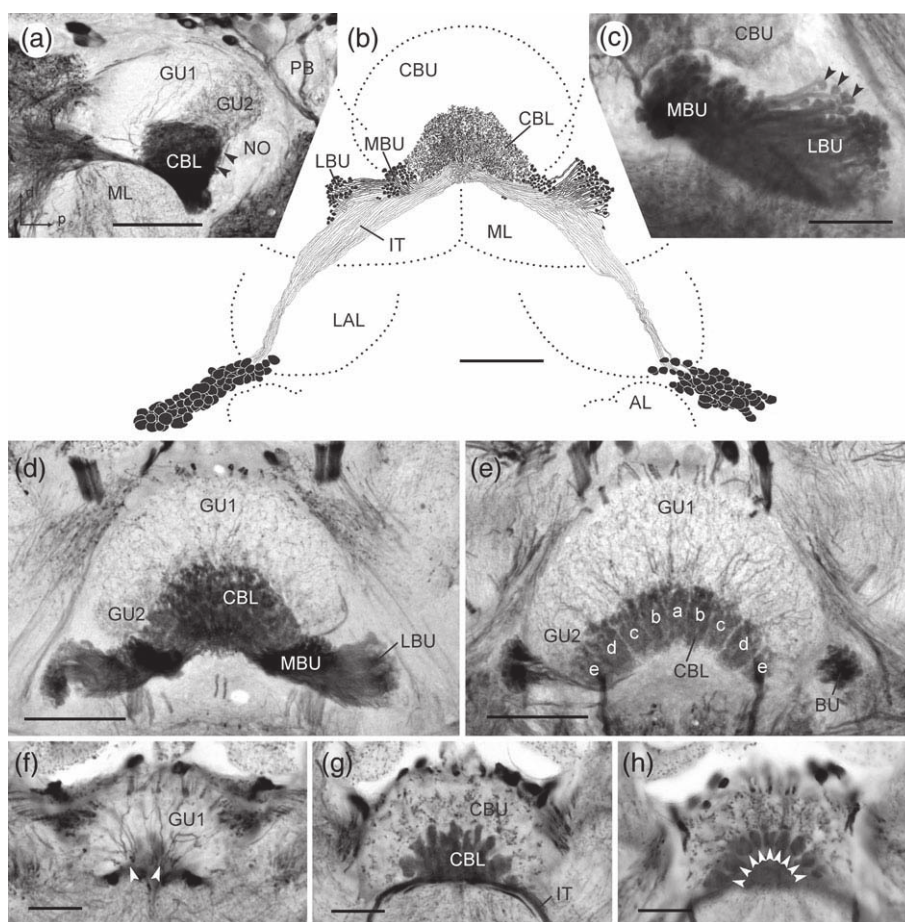 (a)
GU1
PB
GU2
CBL
NO
ML
p
(b)
CBU
CBL
MBU
LBU
IT
ML
LAL
AL
(c)
CBU
MBU
LBU
(d)
GU1
GU2
CBL
LBU
MBU
(e)
GU1
GU2
e d c b a b c d e
CBL
BU
(f)
GU1
(g)
CBU
CBL
IT
(h)